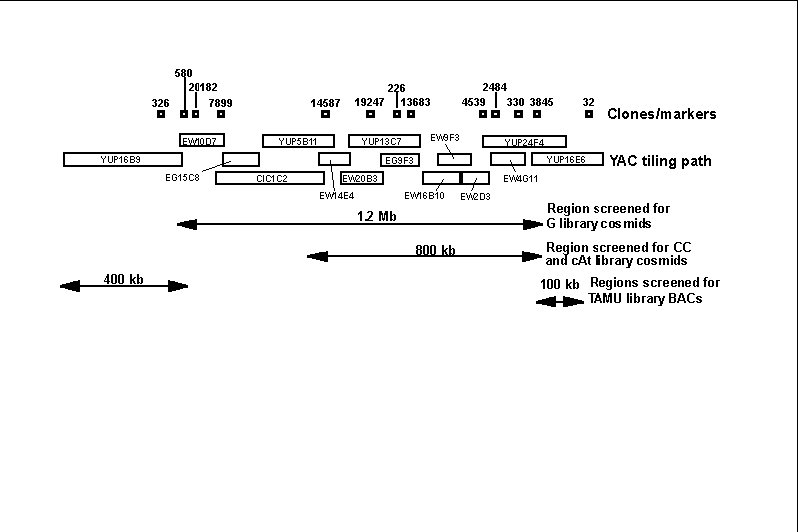 580
226
2484
20182
326
7899
14587
19247
13683
4539
330
3845
32
Clones/markers
EW10D7
YUP5B11
YUP13C7
EW9F3
YUP24F4
YUP16B9
EG9F3
YUP16E6
YAC tiling path
EG15C8
CIC1C2
EW20B3
EW4G11
EW14E4
EW16B10
EW2D3
1.2 Mb
Region screened for
G library cosmids
800 kb
Region screened for CC
and cAt library cosmids
400 kb
100 kb
Regions screened for
TAMU library BACs